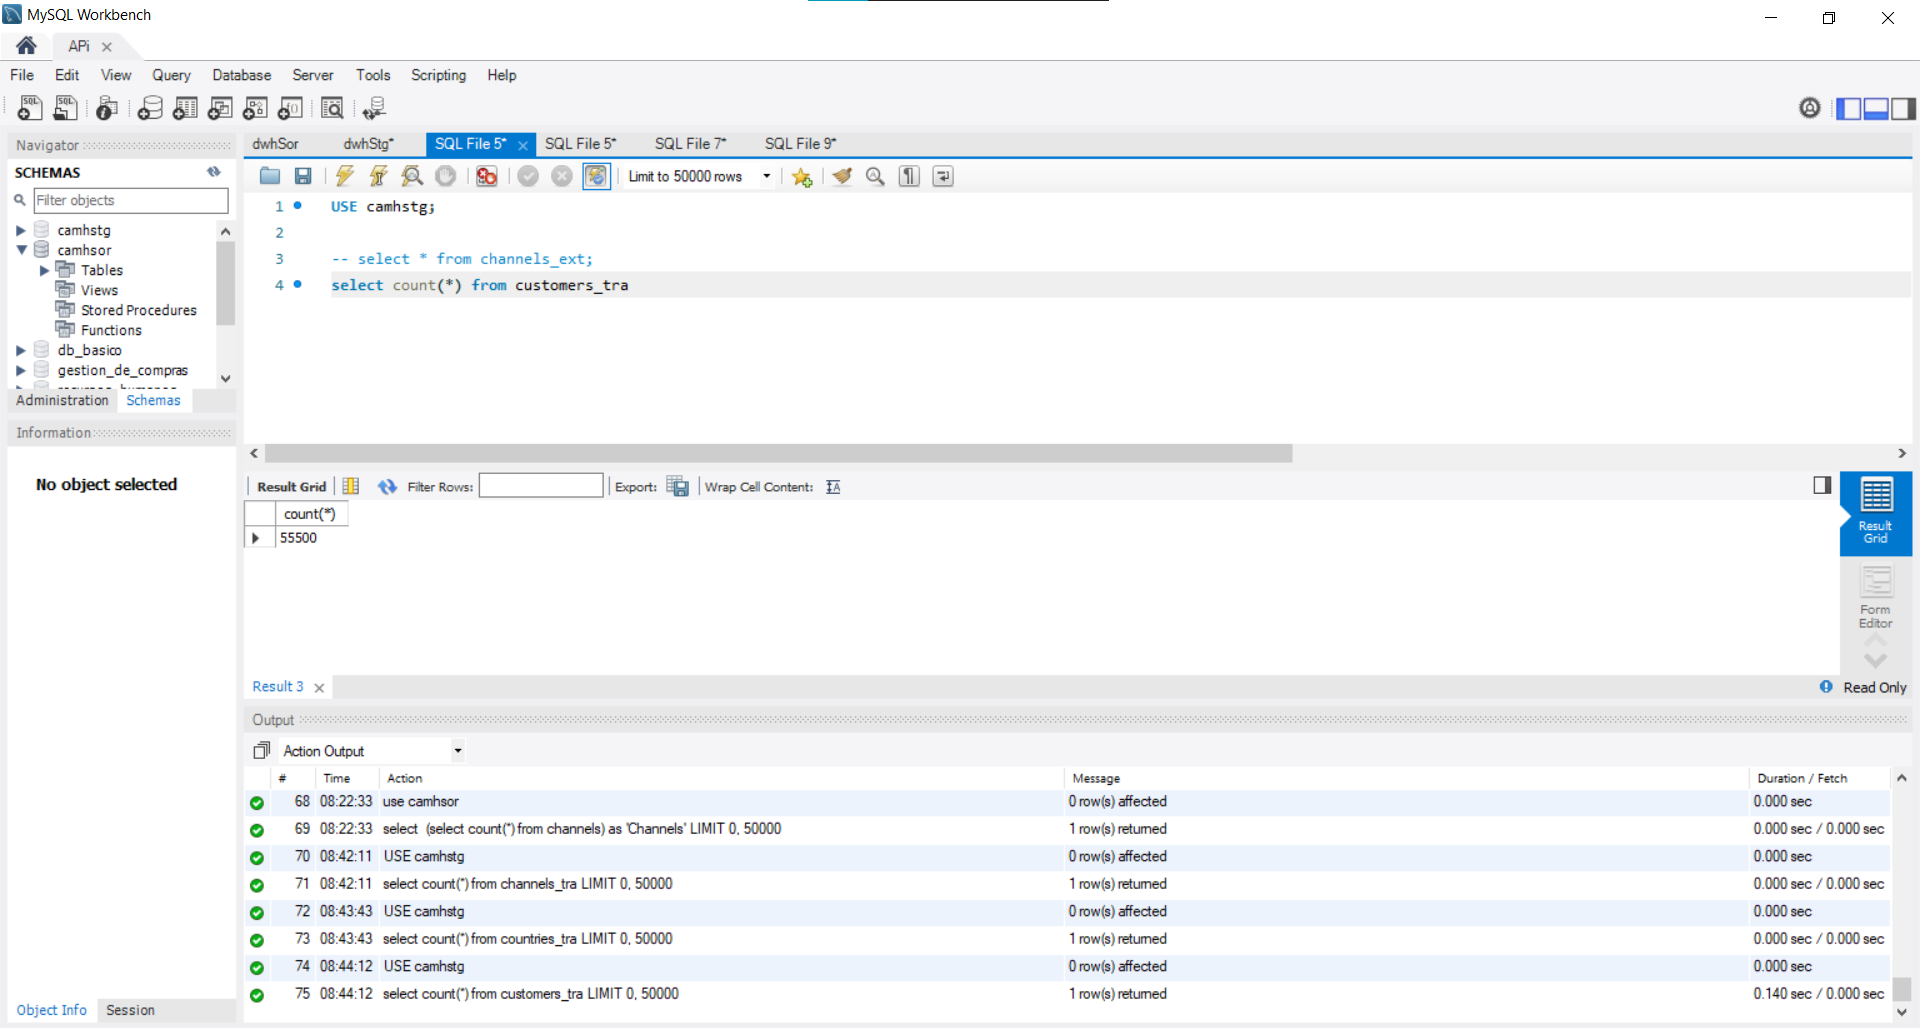 MySQL Workbench
APi
File Edit View Query Database Server Tools Scripting Help
Navigator
SCHEMAS
Filter objects
camhstg
camhsor
Tables
Views
Stored Procedures
Functions
db_basico
gestion_de_compras
Administration Schemas
Information
No object selected
Object Info Session
dwhSor dwhStg* SQL File 5* SQL File 5* SQL File 7* SQL File 9*
Limit to 50000 rows
1 USE camhstg;
2
3 -- select * from channels_ext;
4 select count(*) from customers_tra
Result Grid Filter Rows: Export: Wrap Cell Content:
count(*)
55500
Result Grid
Form Editor
Result 3 Read Only
Output
Action Output
# Time Action Message Duration / Fetch
68 08:22:33 use camhsor 0 row(s) affected 0.000 sec
69 08:22:33 select (select count(*) from channels) as 'Channels' LIMIT 0, 50000 1 row(s) returned 0.000 sec / 0.000 sec
70 08:42:11 USE camhstg 0 row(s) affected 0.000 sec
71 08:42:11 select count(*) from channels_tra LIMIT 0, 50000 1 row(s) returned 0.000 sec / 0.000 sec
72 08:43:43 USE camhstg 0 row(s) affected 0.000 sec
73 08:43:43 select count(*) from countries_tra LIMIT 0, 50000 1 row(s) returned 0.000 sec / 0.000 sec
74 08:44:12 USE camhstg 0 row(s) affected 0.000 sec
75 08:44:12 select count(*) from customers_tra LIMIT 0, 50000 1 row(s) returned 0.140 sec / 0.000 sec